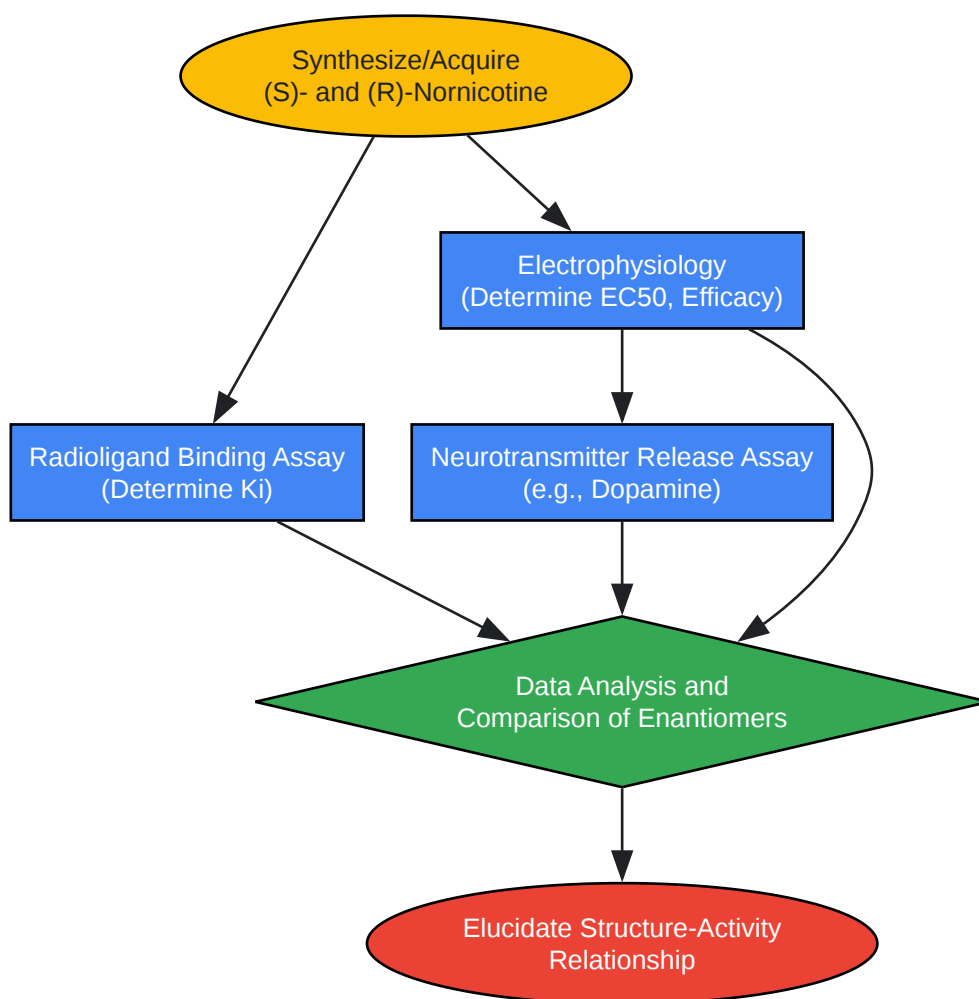 Synthesize/Acquire
(S)- and (R)-Nornicotine
Electrophysiology
(Determine EC50, Efficacy)
Radioligand Binding Assay
(Determine Ki)
Neurotransmitter Release Assay
(e.g., Dopamine)
Data Analysis and
Comparison of Enantiomers
Elucidate Structure-Activity
Relationship